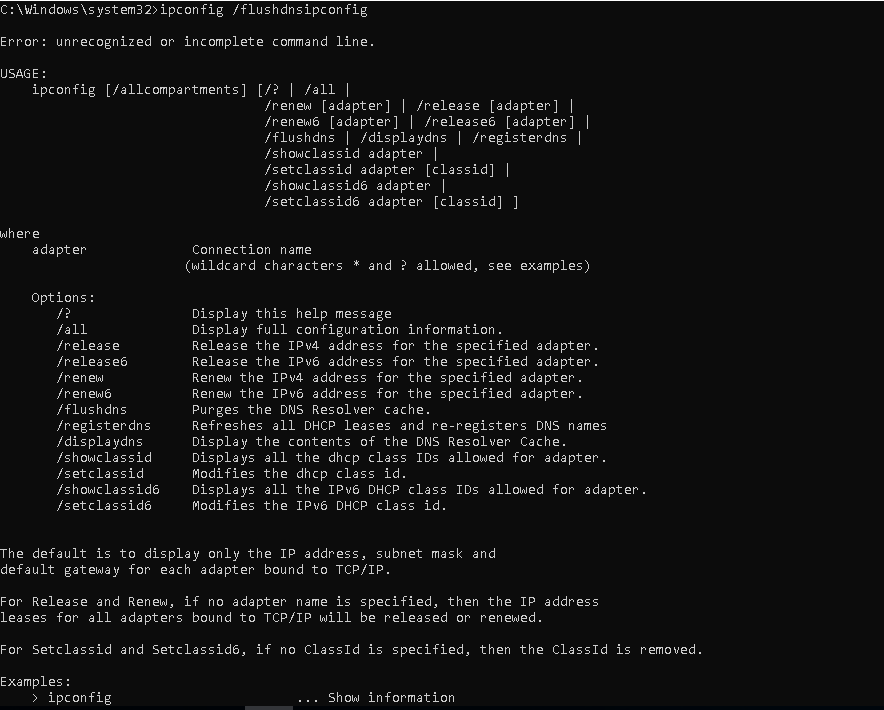 C:\Windows\system32>ipconfig /flushdnsipconfig
Error: unrecognized or incomplete command line.
USAGE:
    ipconfig [/allcompartments] [/? | /all |
                                 /renew [adapter] | /release [adapter] |
                                 /renew6 [adapter] | /release6 [adapter] |
                                 /flushdns | /displaydns | /registerdns |
                                 /showclassid adapter |
                                 /setclassid adapter [classid] |
                                 /showclassid6 adapter |
                                 /setclassid6 adapter [classid] ]
where
    adapter             Connection name
                       (wildcard characters * and ? allowed, see examples)
    Options:
       /?               Display this help message
       /all             Display full configuration information.
       /release         Release the IPv4 address for the specified adapter.
       /release6        Release the IPv6 address for the specified adapter.
       /renew           Renew the IPv4 address for the specified adapter.
       /renew6          Renew the IPv6 address for the specified adapter.
       /flushdns        Purges the DNS Resolver cache.
       /registerdns     Refreshes all DHCP leases and re-registers DNS names
       /displaydns      Display the contents of the DNS Resolver Cache.
       /showclassid     Displays all the dhcp class IDs allowed for adapter.
       /setclassid      Modifies the dhcp class id.
       /showclassid6    Displays all the IPv6 DHCP class IDs allowed for adapter.
       /setclassid6     Modifies the IPv6 DHCP class id.
The default is to display only the IP address, subnet mask and
default gateway for each adapter bound to TCP/IP.
For Release and Renew, if no adapter name is specified, then the IP address
leases for all adapters bound to TCP/IP will be released or renewed.
For Setclassid and Setclassid6, if no ClassId is specified, then the ClassId is removed.
Examples:
    > ipconfig                       ... Show information